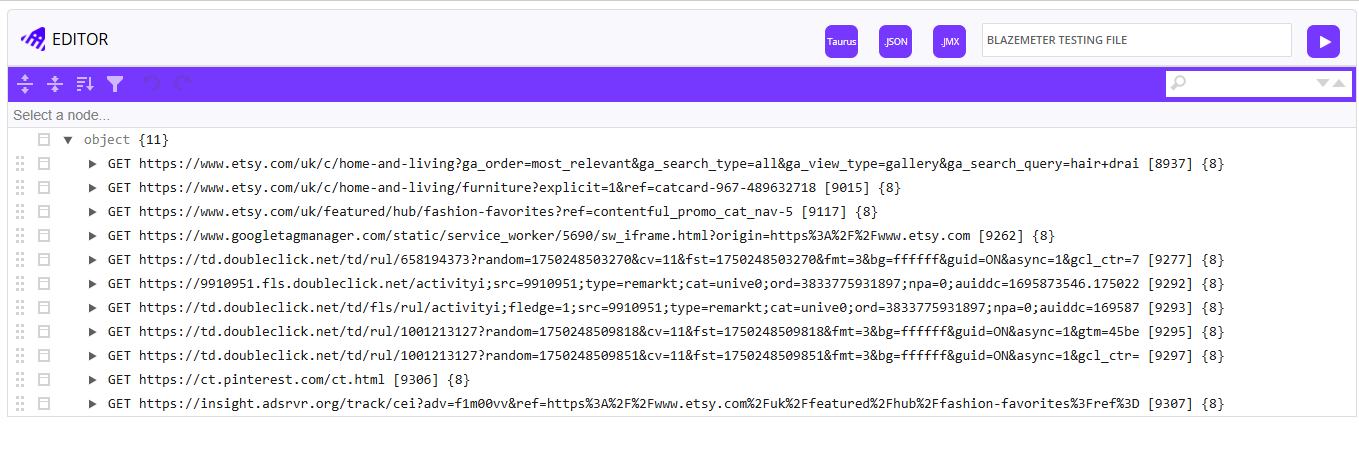 EDITOR Taurus .JSON .JMX BLAZEMETER TESTING FILE
Select a node...
object {11}
GET https://www.etsy.com/uk/c/home-and-living?ga_order=most_relevant&ga_search_type=all&ga_view_type=gallery&ga_search_query=hair+drai [8937] {8}
GET https://www.etsy.com/uk/c/home-and-living/furniture?explicit=1&ref=catcard-967-489632718 [9015] {8}
GET https://www.etsy.com/uk/featured/hub/fashion-favorites?ref=contentful_promo_cat_nav-5 [9117] {8}
GET https://www.googletagmanager.com/static/service_worker/5690/sw_iframe.html?origin=https%3A%2F%2Fwww.etsy.com [9262] {8}
GET https://td.doubleclick.net/td/rul/658194373?random=1750248503270&cv=11&fst=1750248503270&fmt=3&bg=ffffff&guid=ON&async=1&gcl_ctr=7 [9277] {8}
GET https://9910951.fls.doubleclick.net/activityi;src=9910951;type=remarkt;cat=unive0;ord=3833775931897;npa=0;auiddc=1695873546.175022 [9292] {8}
GET https://td.doubleclick.net/td/fls/rul/activityi;fledge=1;src=9910951;type=remarkt;cat=unive0;ord=3833775931897;npa=0;auiddc=169587 [9293] {8}
GET https://td.doubleclick.net/td/rul/1001213127?random=1750248509818&cv=11&fst=1750248509818&fmt=3&bg=ffffff&guid=ON&async=1&gtm=45be [9295] {8}
GET https://td.doubleclick.net/td/rul/1001213127?random=1750248509851&cv=11&fst=1750248509851&fmt=3&bg=ffffff&guid=ON&async=1&gcl_ctr= [9297] {8}
GET https://ct.pinterest.com/ct.html [9306] {8}
GET https://insight.adsrvr.org/track/cei?adv=f1m00vv&ref=https%3A%2F%2Fwww.etsy.com%2Fuk%2Ffeatured%2Fhub%2Ffashion-favorites%3Fref%3D [9307] {8}